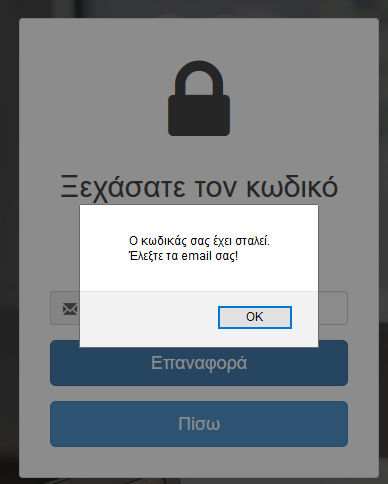 Ξεχάσατε τον κωδικό
Ο κωδικάς σας έχει σταλεί.
Έλεξτε τα email σας!
OK
Επαναφορά
Πίσω